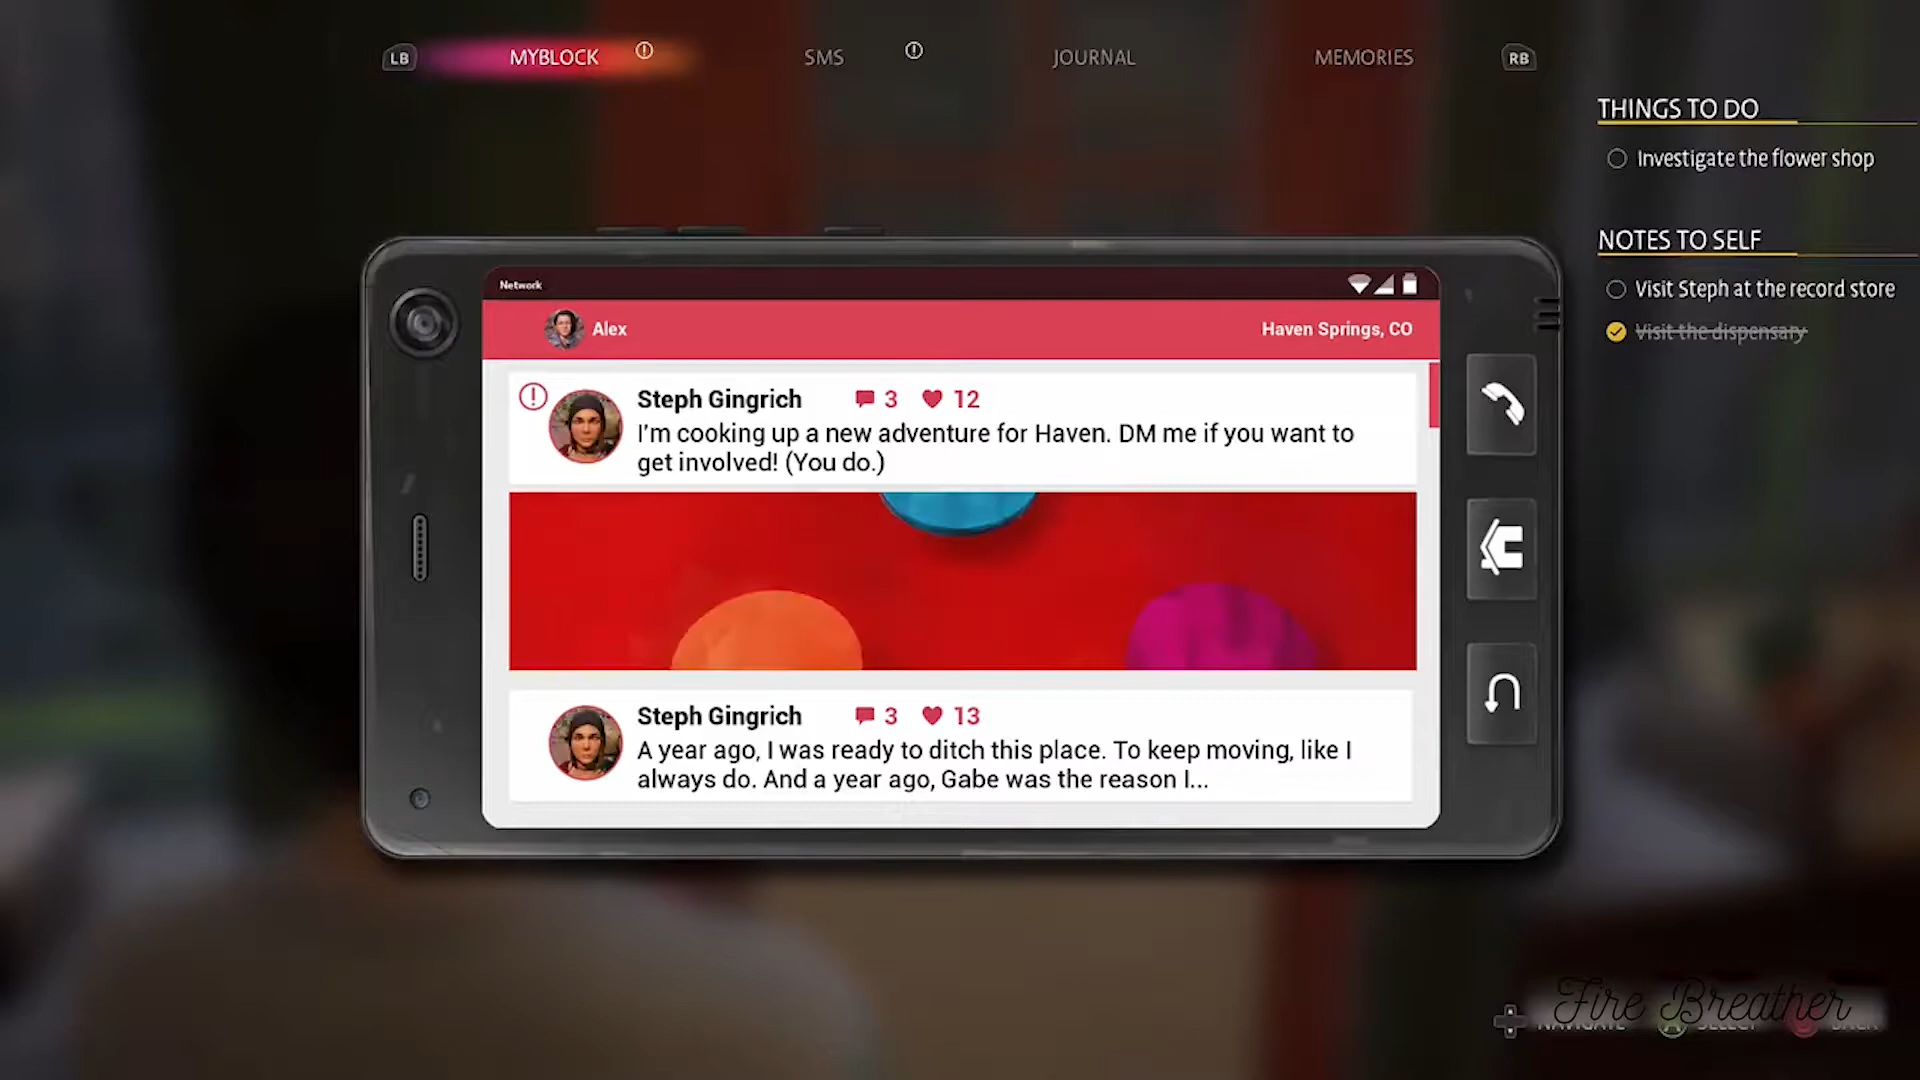 LB
MYBLOCK
SMS
JOURNAL
MEMORIES
RB
THINGS TO DO
Investigate the flower shop
NOTES TO SELF
Visit Steph at the record store
Visit the dispensary
Network
Alex
Haven Springs, CO
Steph Gingrich 3 12
I'm cooking up a new adventure for Haven. DM me if you want to
get involved! (You do.)
Steph Gingrich 3 13
A year ago, I was ready to ditch this place. To keep moving, like I
always do. And a year ago, Gabe was the reason I...
Fire Breather
NAVIGATE A SELECT BACK